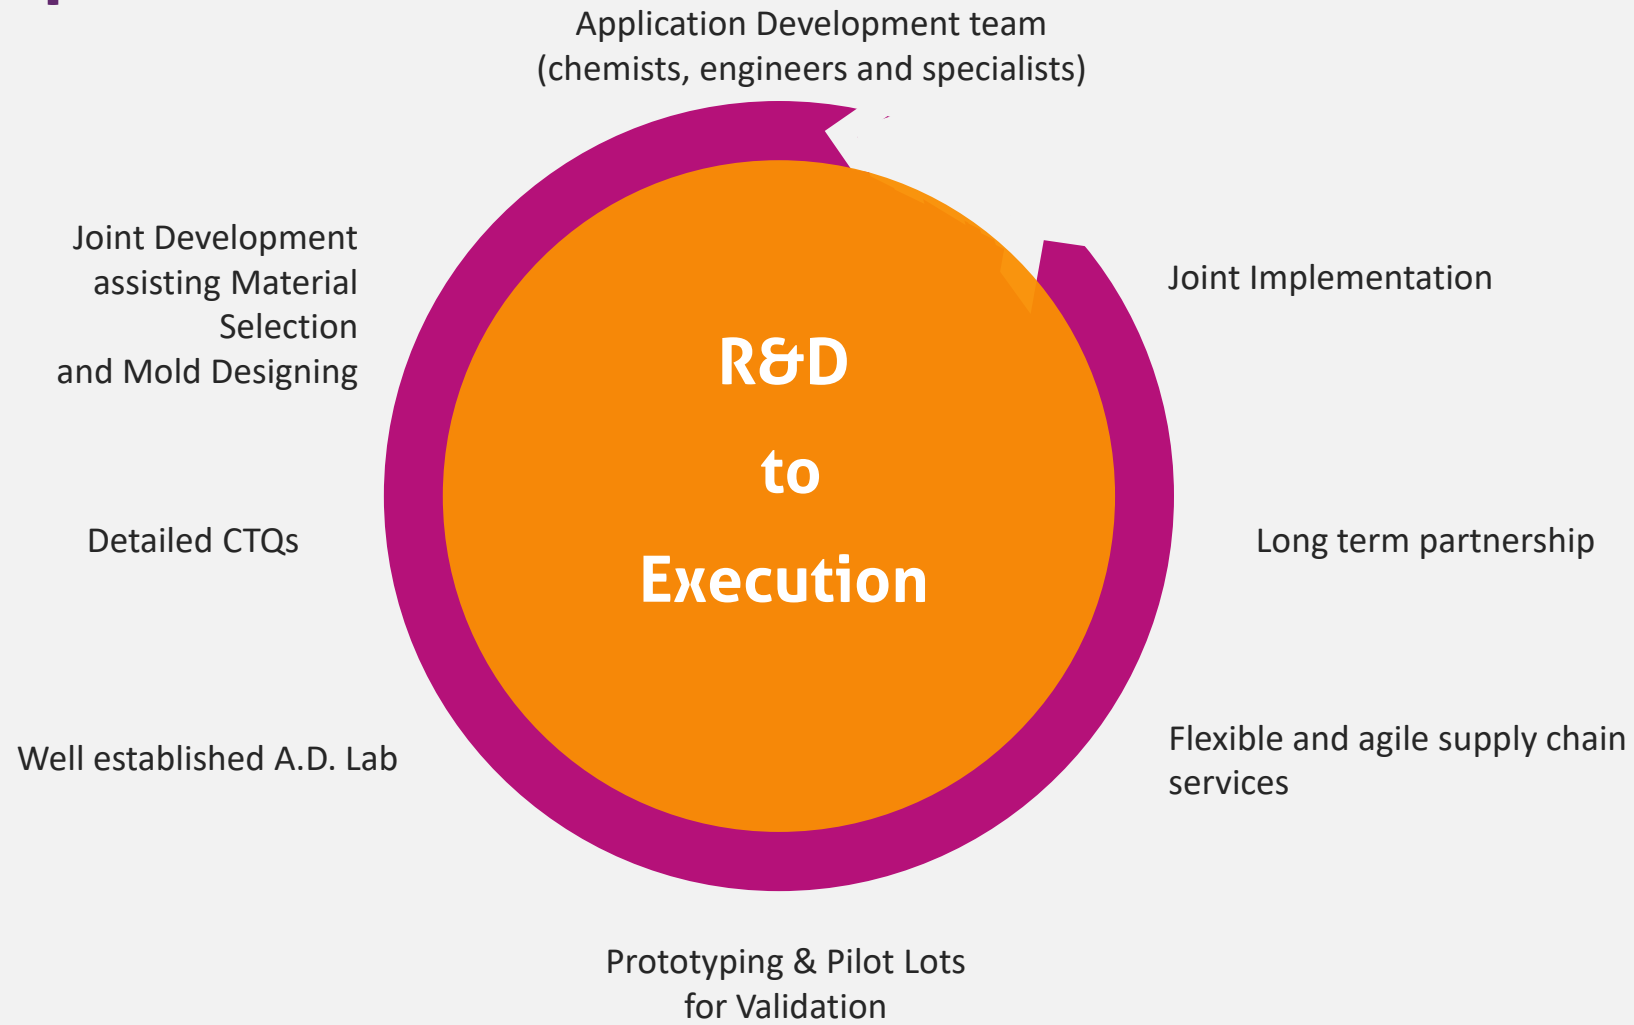 Application Development team
(chemists, engineers and specialists)
Joint Development
assisting Material
Selection
and Mold Designing
Joint Implementation
R&D
to
Execution
Detailed CTQs
Long term partnership
Well established A.D. Lab
Flexible and agile supply chain
services
Prototyping & Pilot Lots
for Validation